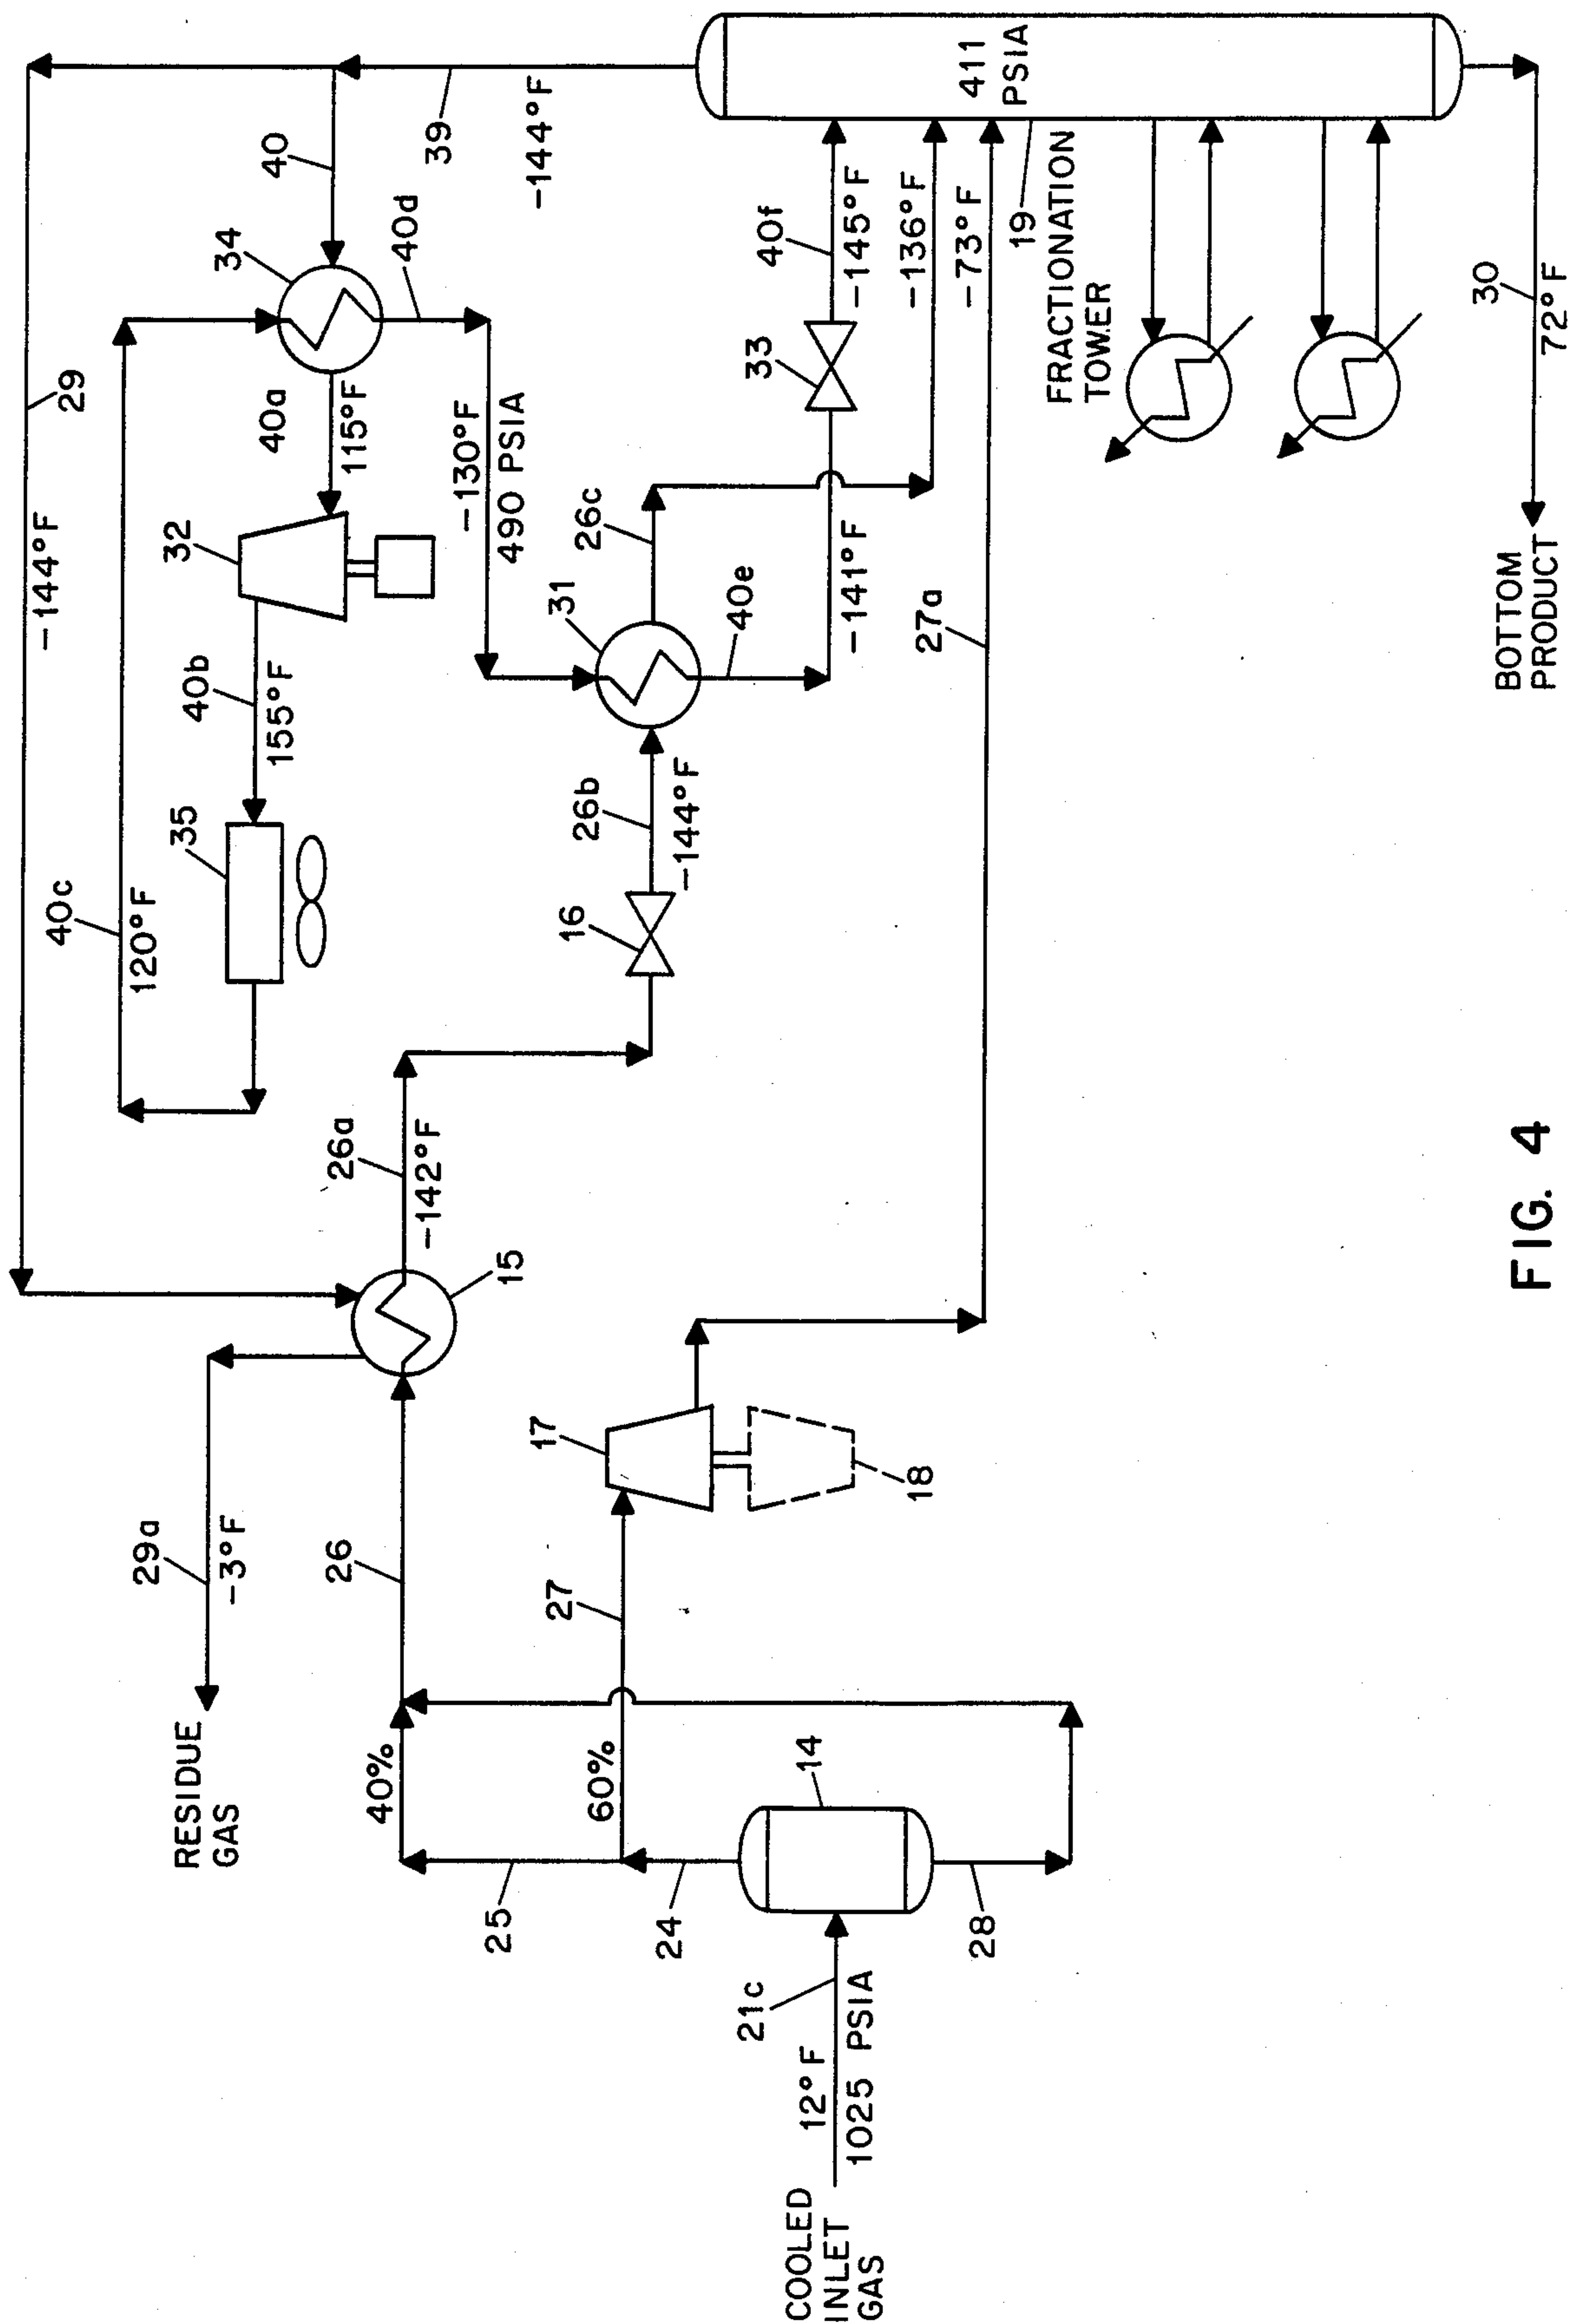 29
-144°F
40c
120°F
40
34
40a
115°F
32
40b
155°F
35
39
-144°F
40d
-130°F
490 PSIA
29a
-3°F
RESIDUE
GAS
26
15
26a
-142°F
16
26b
-144°F
31
26c
40e
-141°F
33
40f
-145°F
-136°F
-73°F
411
PSIA
19
FRACTIONATION
TOWER
27a
40%
25
60%
27
17
18
24
14
28
21c
12°F
1025 PSIA
COOLED
INLET
GAS
30
72°F
BOTTOM
PRODUCT
FIG. 4